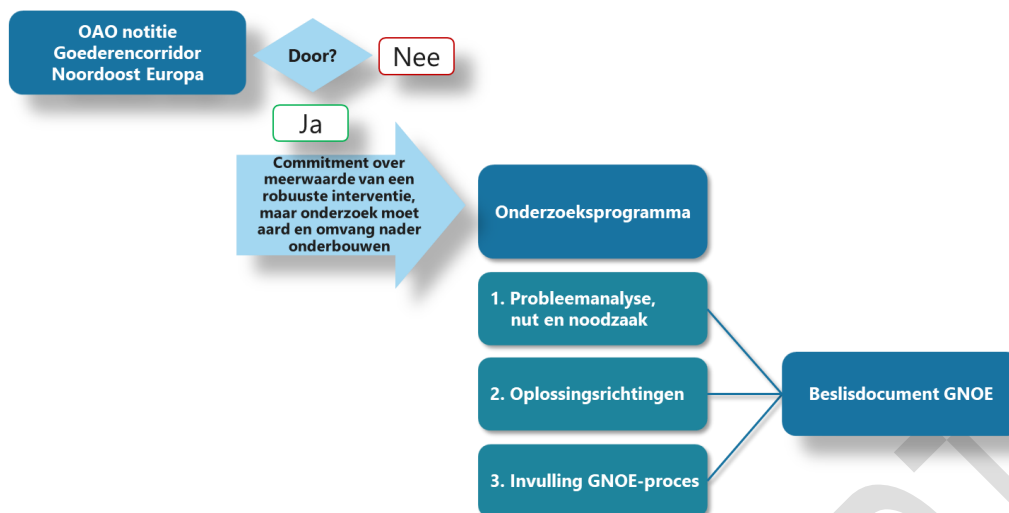 OAO notitie
Goederencorridor
Noordoost Europa
Door?
Nee
Ja
Commitment over
meerwaarde van een
robuuste interventie,
maar onderzoek moet
aard en omvang nader
onderbouwen
Onderzoeksprogramma
1. Probleemanalyse,
nut en noodzaak
2. Oplossingsrichtingen
3. Invulling GNOE-proces
Beslisdocument GNOE